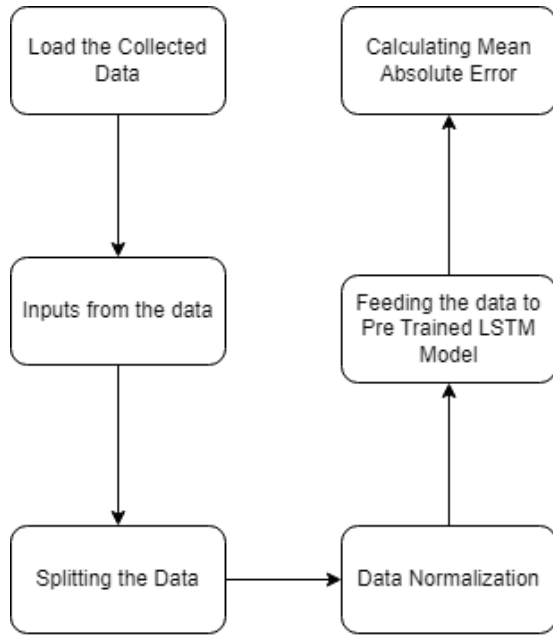 Load the Collected
Data
Inputs from the data
Splitting the Data
Data Normalization
Feeding the data to
Pre Trained LSTM
Model
Calculating Mean
Absolute Error